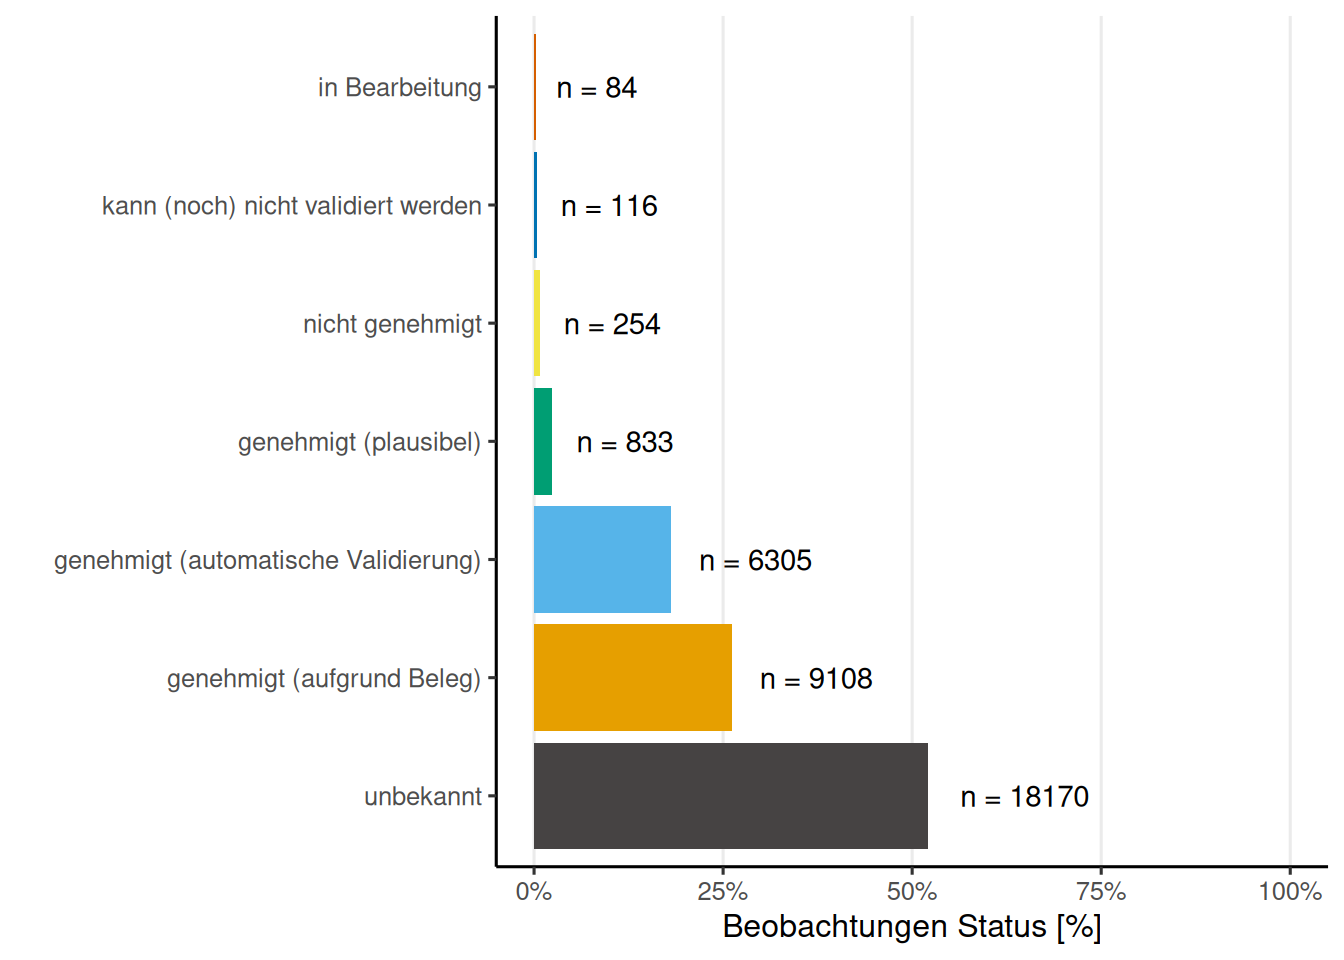 in Bearbeitung
n = 84
kann (noch) nicht validiert werden
n = 116
nicht genehmigt
n = 254
genehmigt (plausibel)
n = 833
genehmigt (automatische Validierung)
n = 6305
genehmigt (aufgrund Beleg)
n = 9108
unbekannt
n = 18170
0% 25% 50% 75% 100%
Beobachtungen Status [%]